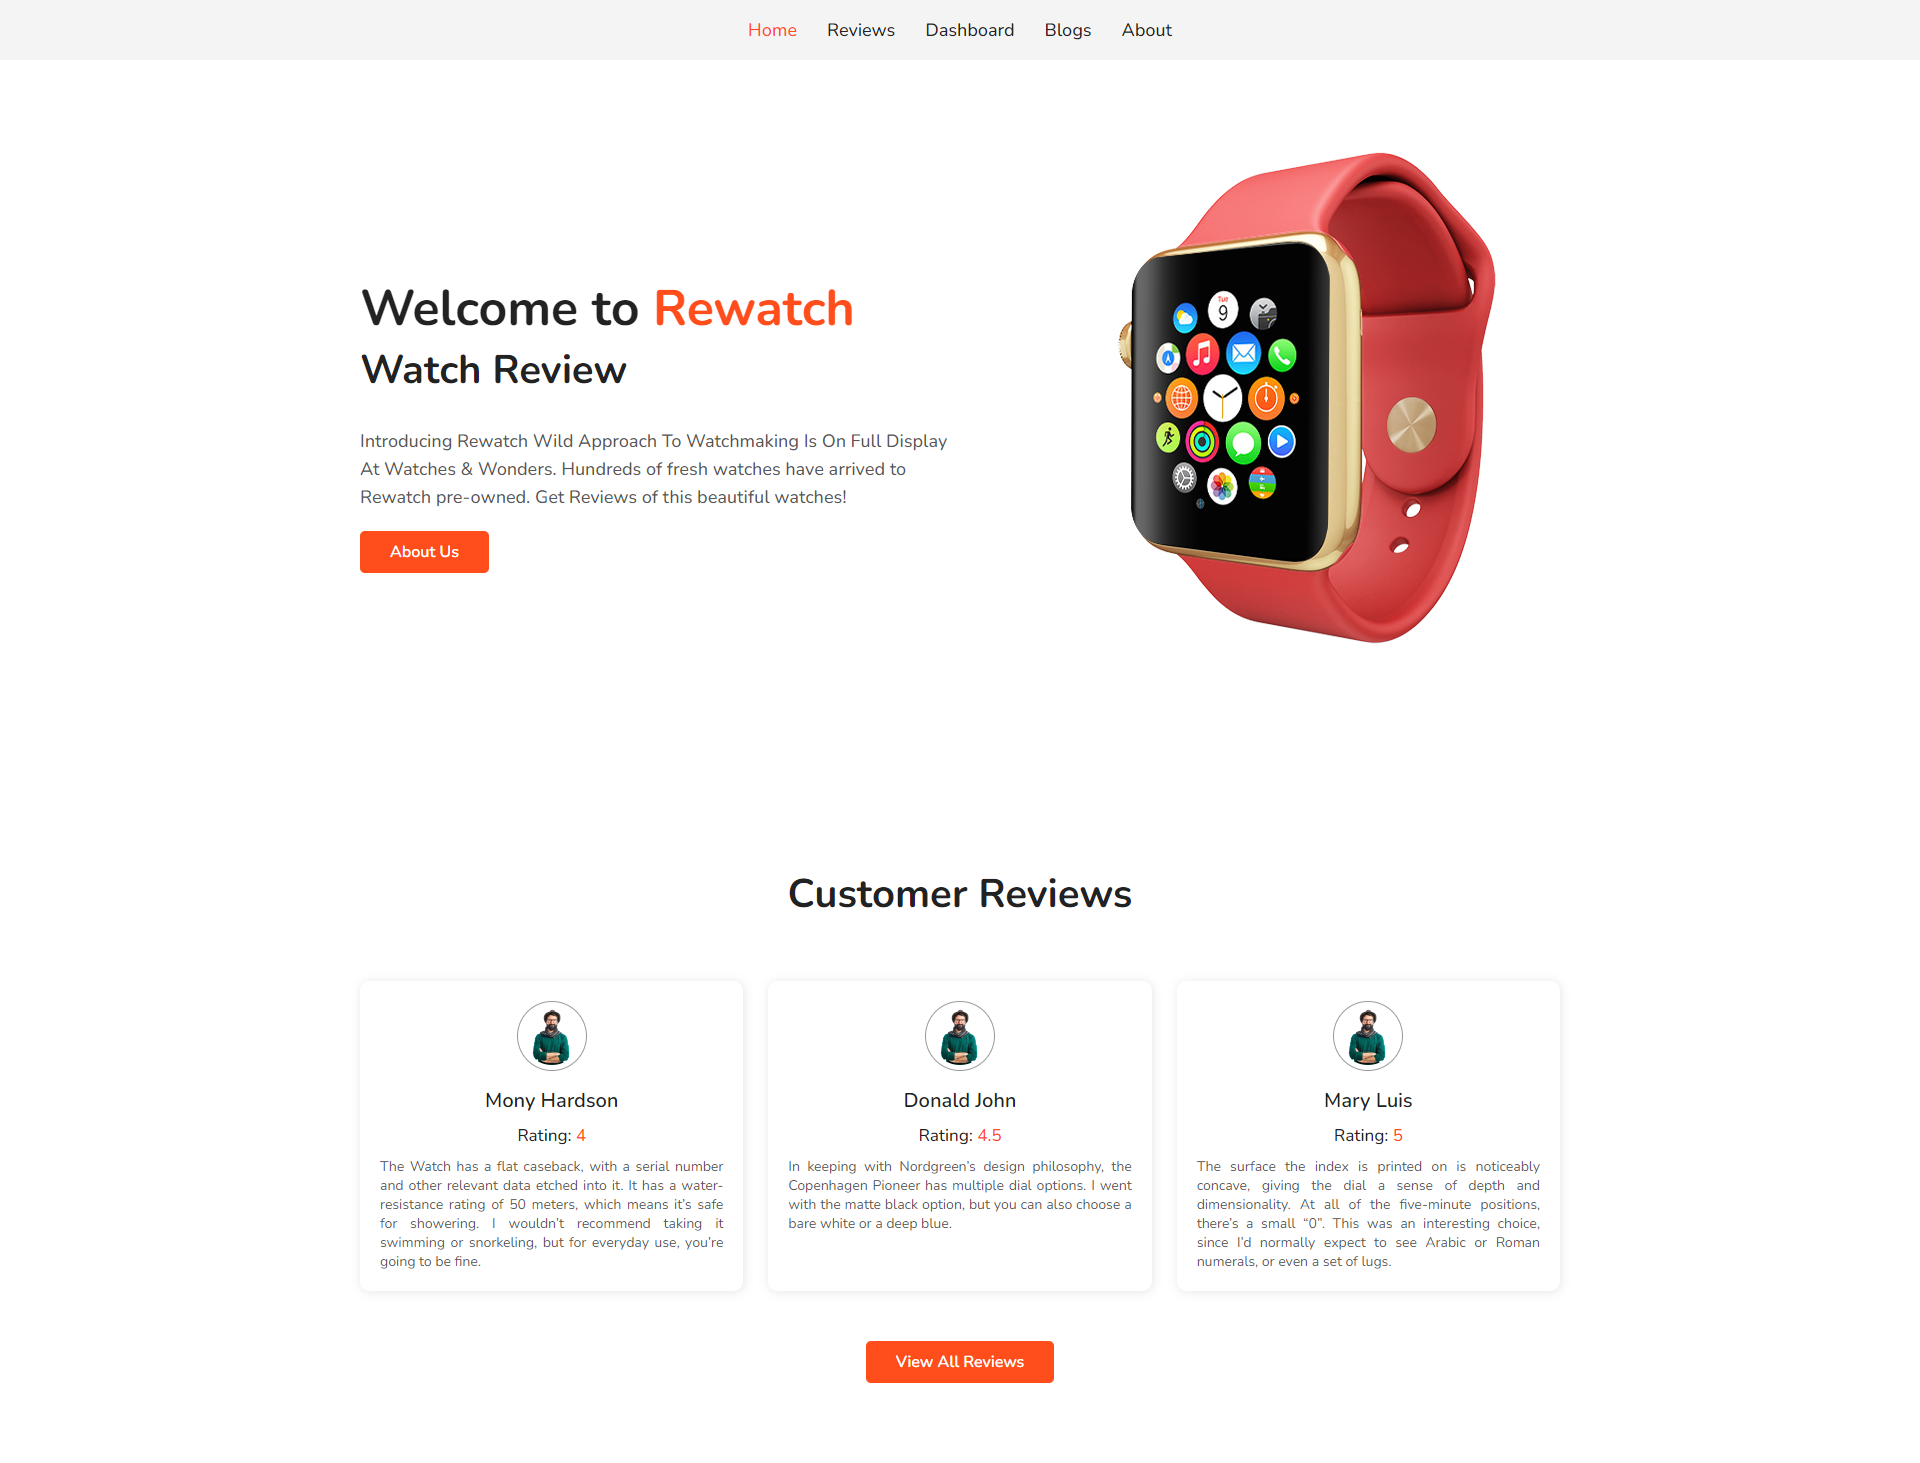 Home Reviews Dashboard Blogs About
Welcome to Rewatch
Watch Review
Introducing Rewatch Wild Approach To Watchmaking Is On Full Display
At Watches & Wonders. Hundreds of fresh watches have arrived to
Rewatch pre-owned. Get Reviews of this beautiful watches!
About Us
Tue
9
Customer Reviews
Mony Hardson
Rating: 4
The Watch has a flat caseback, with a serial number
and other relevant data etched into it. It has a water-
resistance rating of 50 meters, which means it's safe
for showering. I wouldn't recommend taking it
swimming or snorkeling, but for everyday use, you're
going to be fine.
Donald John
Rating: 4.5
In keeping with Nordgreen's design philosophy, the
Copenhagen Pioneer has multiple dial options. I went
with the matte black option, but you can also choose a
bare white or a deep blue.
Mary Luis
Rating: 5
The surface the index is printed on is noticeably
concave, giving the dial a sense of depth and
dimensionality. At all of the five-minute positions,
there's a small “0”. This was an interesting choice,
since I'd normally expect to see Arabic or Roman
numerals, or even a set of lugs.
View All Reviews